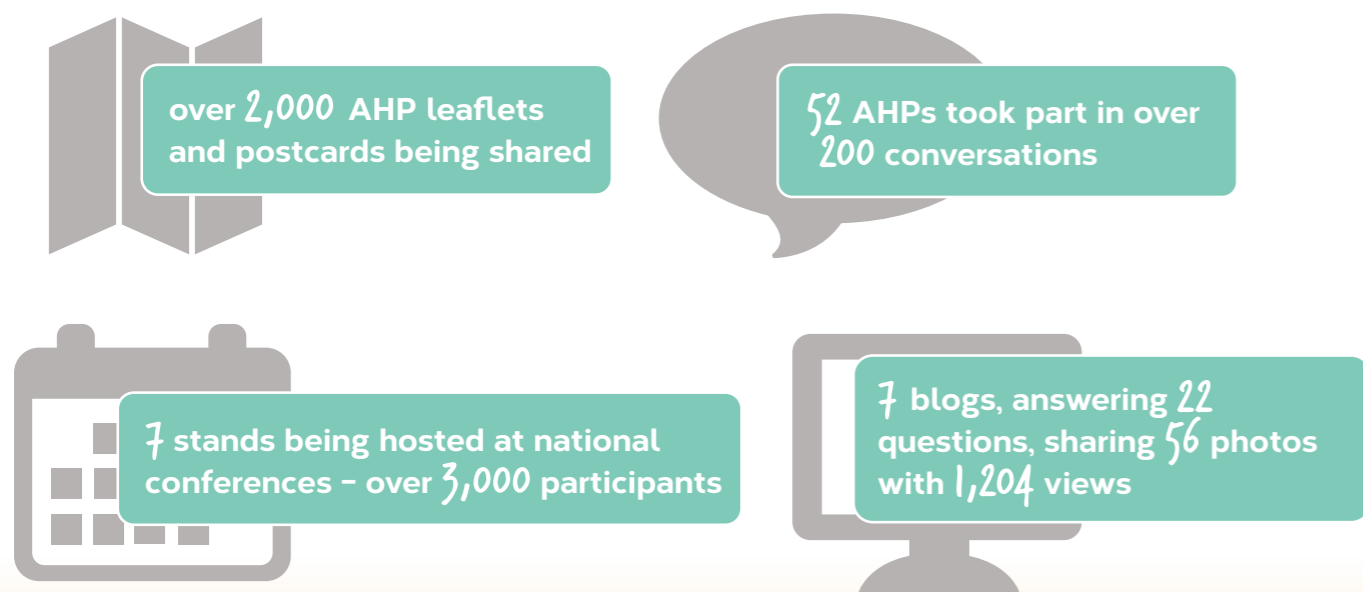 over 2,000 AHP leaflets
and postcards being shared
52 AHPs took part in over
200 conversations
7 stands being hosted at national
conferences – over 3,000 participants
7 blogs, answering 22
questions, sharing 56 photos
with 1,204 views